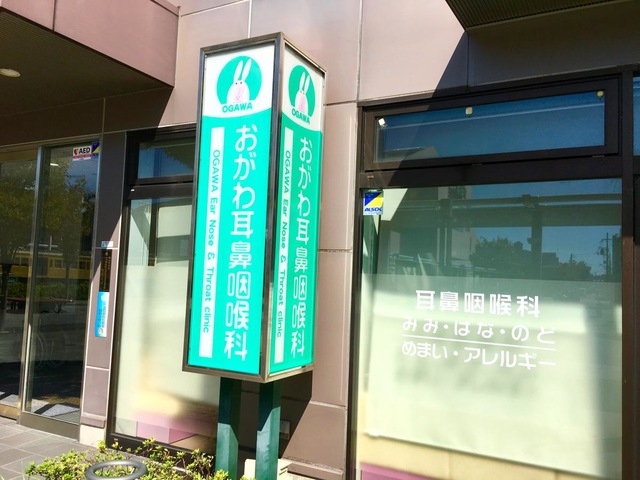 OGAWA
おがわ耳鼻咽喉科
OGAWA Ear Nose & Throat clinic
OGAWA
おがわ耳鼻咽喉科
OGAWA Ear Nose & Throat clinic
AED
ALSOK
耳鼻咽喉科
みみ・はな・のど
めまい・アレルギー